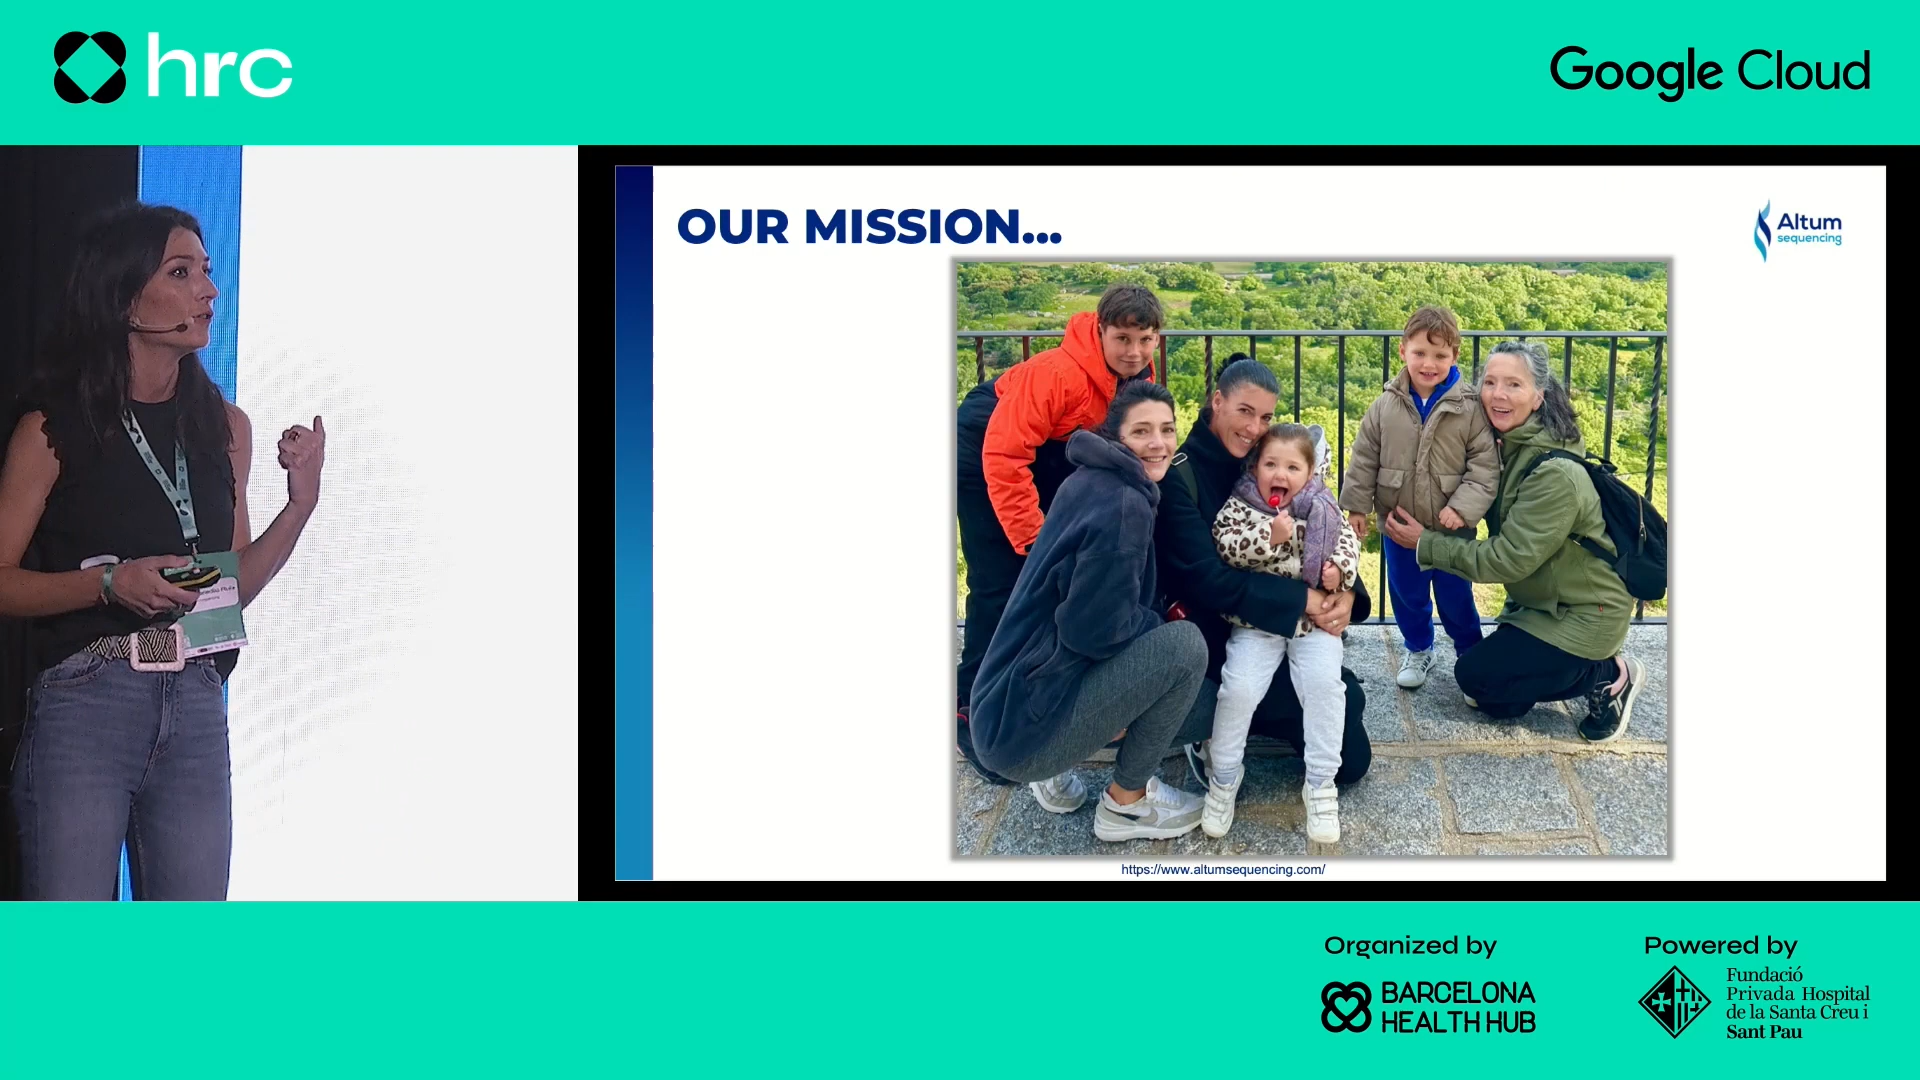 hrc
Google Cloud
OUR MISSION...
Altum
sequencing
https://www.altumsequencing.com/
Organized by
BARCELONA
HEALTH HUB
Powered by
Fundació
Privada Hospital
de la Santa Creu i
Sant Pau